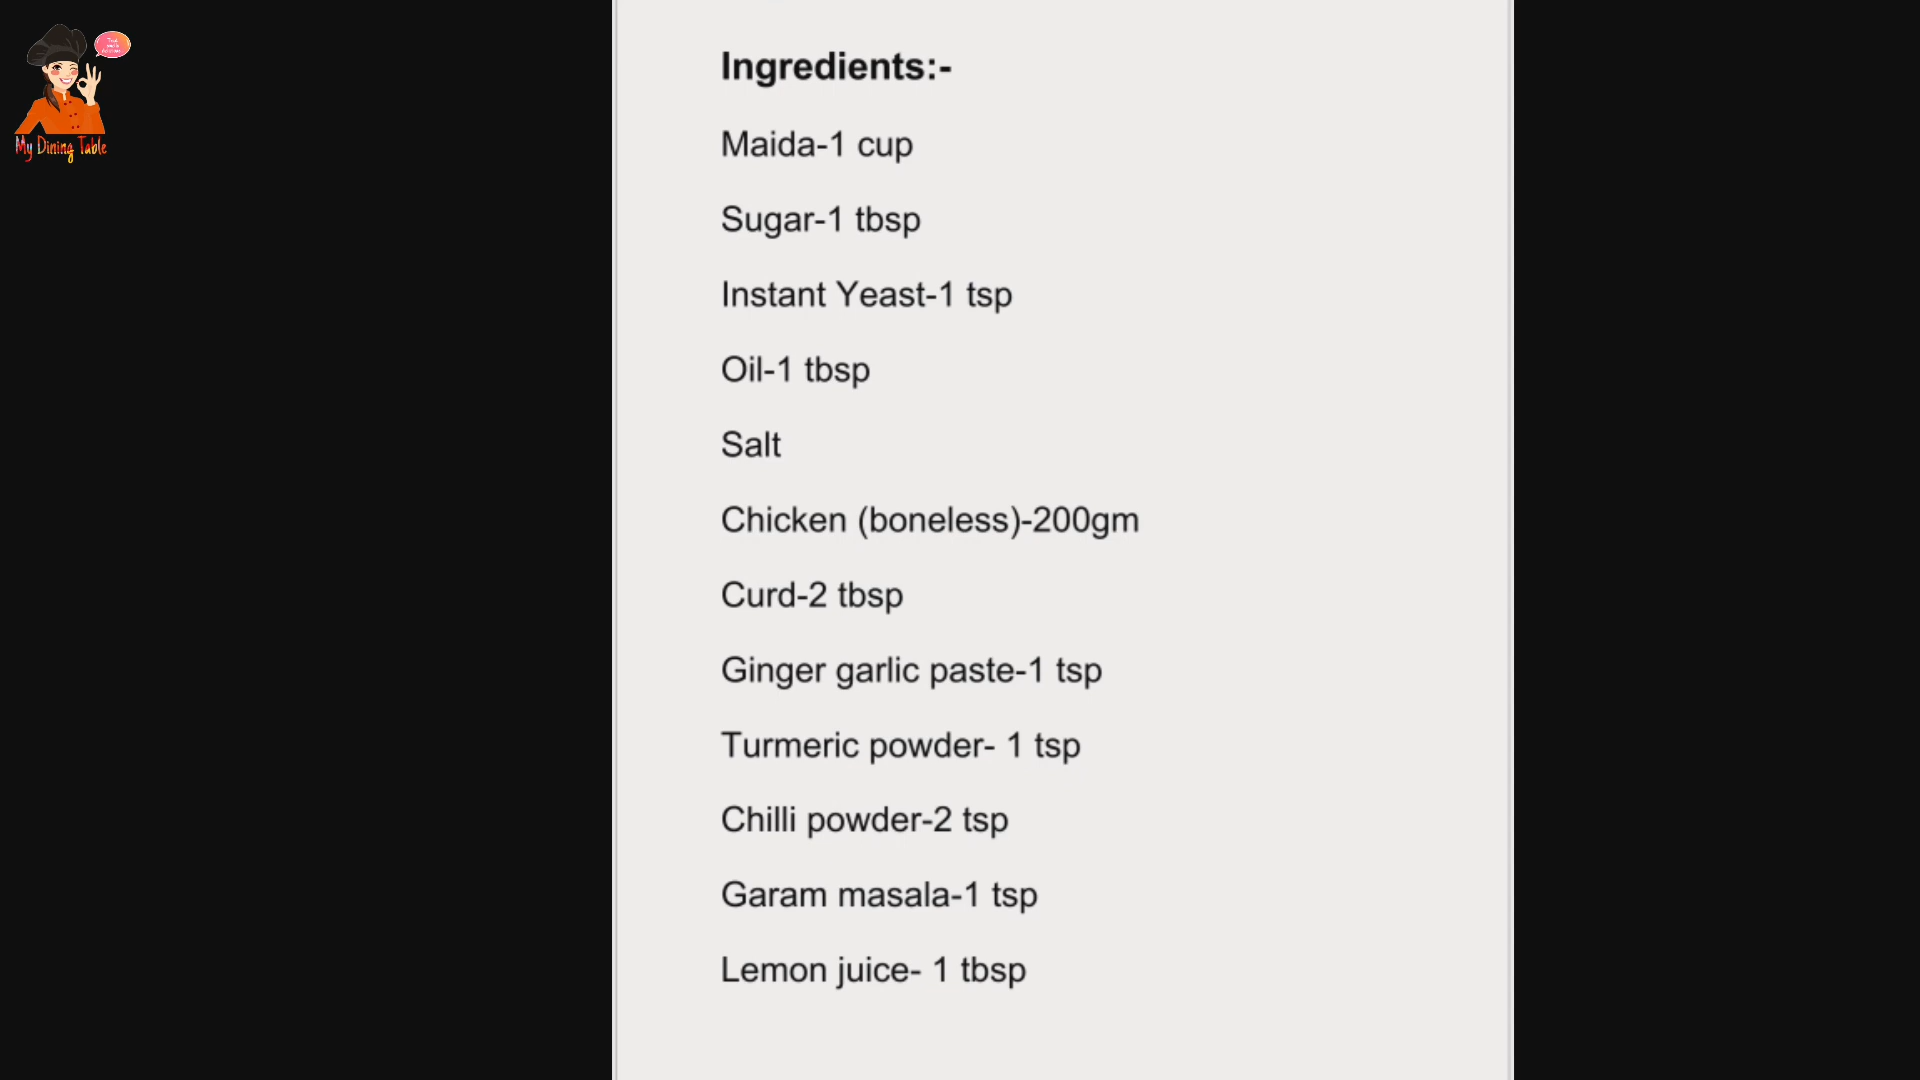 My Dining Table
Ingredients:-
Maida-1 cup
Sugar-1 tbsp
Instant Yeast-1 tsp
Oil-1 tbsp
Salt
Chicken (boneless)-200gm
Curd-2 tbsp
Ginger garlic paste-1 tsp
Turmeric powder- 1 tsp
Chilli powder-2 tsp
Garam masala-1 tsp
Lemon juice- 1 tbsp